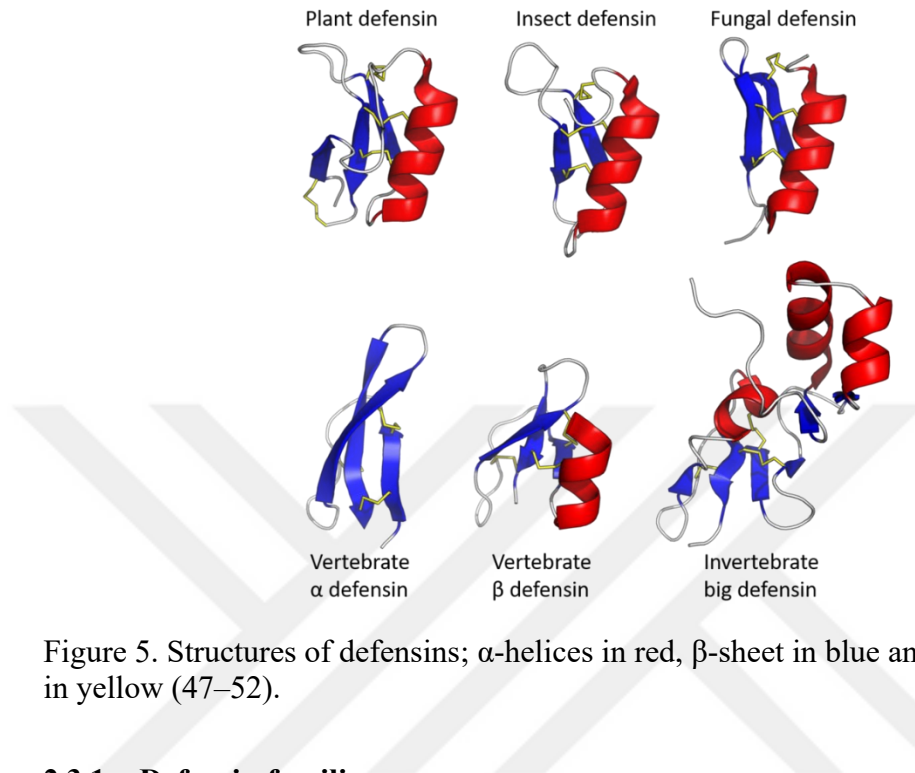 Plant defensin Insect defensin Fungal defensin
Vertebrate α defensin
Vertebrate β defensin
Invertebrate big defensin
Figure 5. Structures of defensins; α-helices in red, β-sheet in blue
in yellow (47–52).